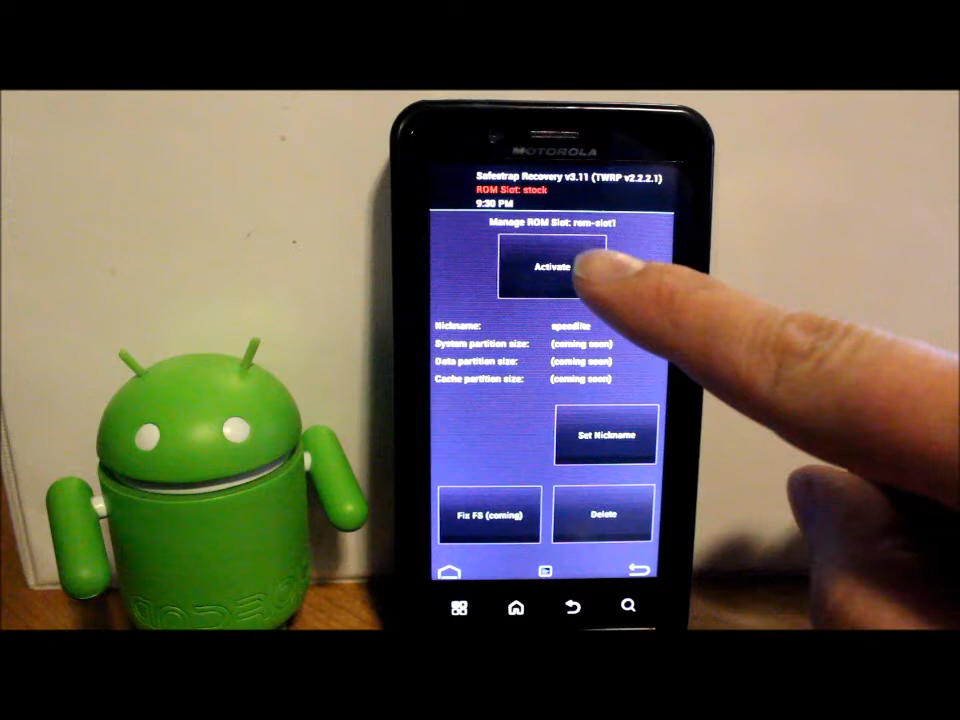 MOTOROLA
Safestrap Recovery v3.11 (TWRP v2.2.2.1)
ROM Slot: stock
9:30 PM
Manage ROM Slot: rom-slot1
Activate
Nickname: speedlite
System partition size: (coming soon)
Data partition size: (coming soon)
Cache partition size: (coming soon)
Set Nickname
Fix FS (coming)
Delete